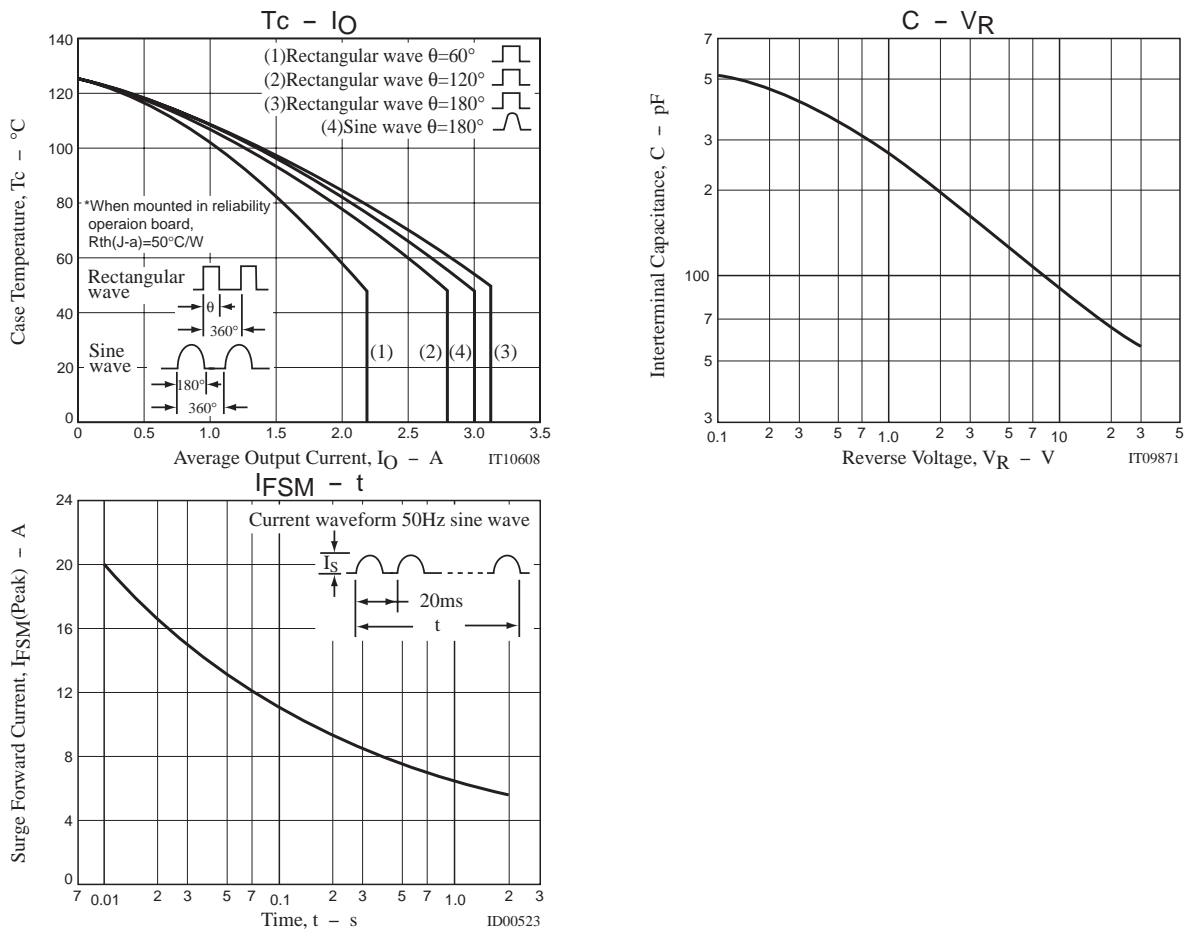 Tc – IO
140
120
100
80
60
40
20
0
0
0.5
1.0
1.5
2.0
2.5
3.0
3.5
Case Temperature, Tc – °C
Average Output Current, IO – A
IT10608
(1)Rectangular wave θ=60°
(2)Rectangular wave θ=120°
(3)Rectangular wave θ=180°
(4)Sine wave θ=180°
*When mounted in reliability
operaion board,
Rth(J-a)=50°C/W
Rectangular
wave
θ
360°
Sine
wave
180°
360°
(1)
(2)
(4)
(3)
C – VR
7
5
3
2
100
7
5
3
0.1
2
3
5
7
1.0
2
3
5
7
10
2
3
5
Interterminal Capacitance, C – pF
Reverse Voltage, VR – V
IT09871
IFSM – t
24
20
16
12
8
4
0
7
0.01
2
3
5
7
0.1
2
3
5
7
1.0
2
3
Surge Forward Current, IFSM(Peak) – A
Time, t – s
ID00523
Current waveform 50Hz sine wave
IS
20ms
t